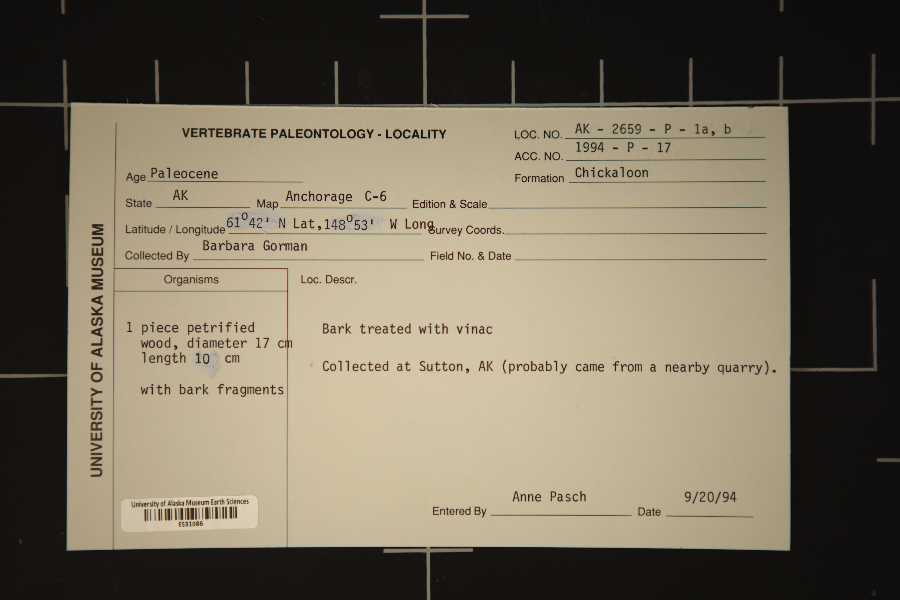 VERTEBRATE PALEONTOLOGY - LOCALITY
LOC. NO. AK - 2659 - P - 1a, b
ACC. NO. 1994 - P - 17
Age Paleocene
Formation Chickaloon
State AK Map Anchorage C-6 Edition & Scale
Latitude / Longitude 61°42' N Lat, 148°53' W Long Survey Coords.
Collected By Barbara Gorman Field No. & Date
UNIVERSITY OF ALASKA MUSEUM
Organisms
Loc. Descr.
1 piece petrified
wood, diameter 17 cm
length 10 cm
with bark fragments
Bark treated with vinac
Collected at Sutton, AK (probably came from a nearby quarry).
University of Alaska Museum Earth Sciences
ES31086
Entered By Anne Pasch Date 9/20/94